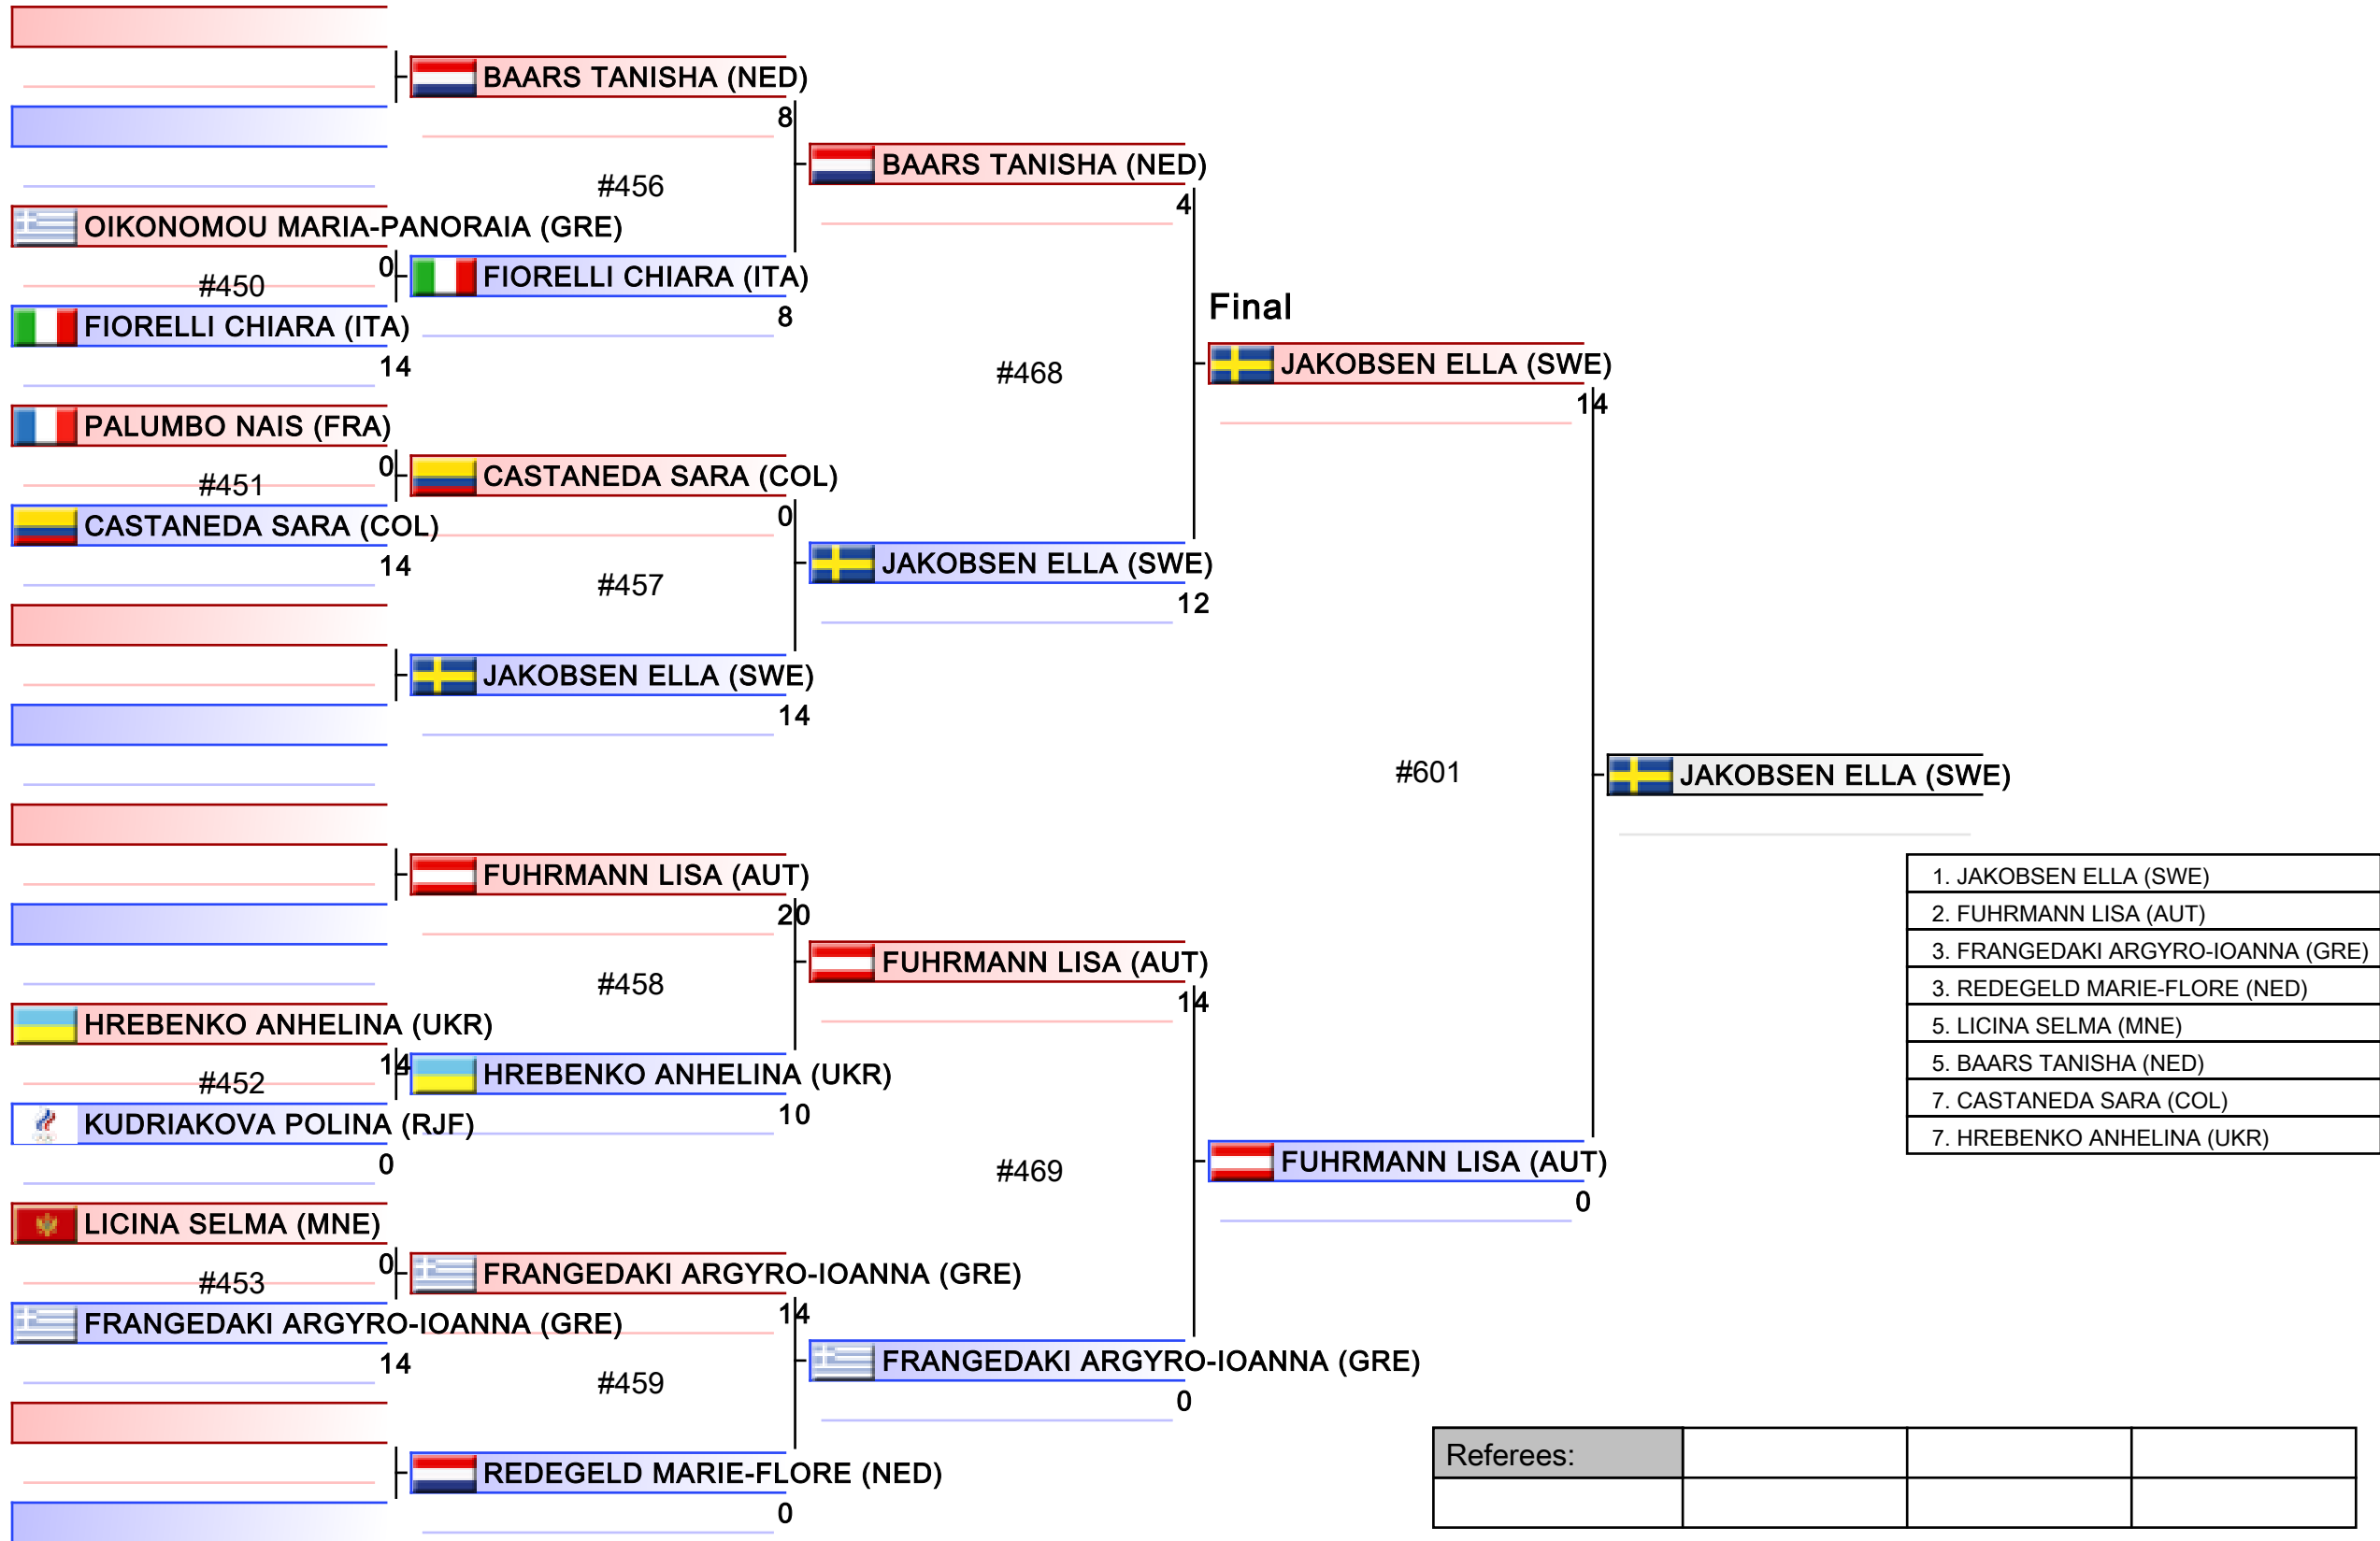 BAARS TANISHA (NED)
8
#456
OIKONOMOU MARIA-PANORAIA (GRE)
0
#450
FIORELLI CHIARA (ITA)
14
FIORELLI CHIARA (ITA)
8
PALUMBO NAIS (FRA)
0
#451
CASTANEDA SARA (COL)
14
CASTANEDA SARA (COL)
0
#457
JAKOBSEN ELLA (SWE)
14
BAARS TANISHA (NED)
4
#468
JAKOBSEN ELLA (SWE)
12
FUHRMANN LISA (AUT)
20
#458
HREBENKO ANHELINA (UKR)
14
#452
KUDRIAKOVA POLINA (RJF)
0
HREBENKO ANHELINA (UKR)
10
LICINA SELMA (MNE)
0
#453
FRANGEDAKI ARGYRO-IOANNA (GRE)
14
FRANGEDAKI ARGYRO-IOANNA (GRE)
14
#459
REDEGELD MARIE-FLORE (NED)
0
FUHRMANN LISA (AUT)
14
#469
FRANGEDAKI ARGYRO-IOANNA (GRE)
0
Final
JAKOBSEN ELLA (SWE)
14
#601
FUHRMANN LISA (AUT)
0
JAKOBSEN ELLA (SWE)
1. JAKOBSEN ELLA (SWE)
2. FUHRMANN LISA (AUT)
3. FRANGEDAKI ARGYRO-IOANNA (GRE)
3. REDEGELD MARIE-FLORE (NED)
5. LICINA SELMA (MNE)
5. BAARS TANISHA (NED)
7. CASTANEDA SARA (COL)
7. HREBENKO ANHELINA (UKR)
Referees: